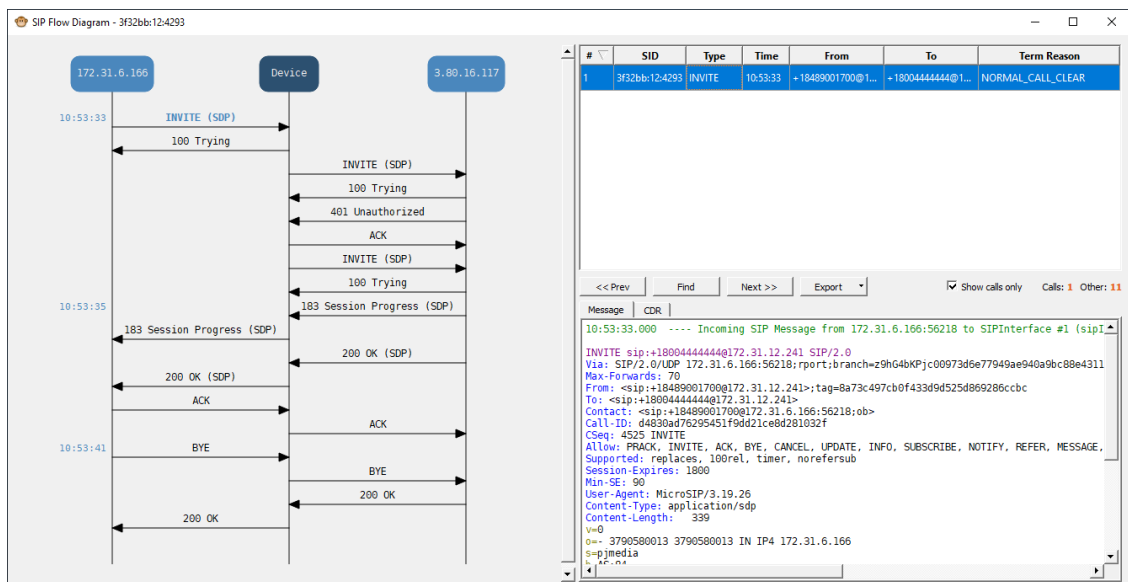 SIP Flow Diagram - 3f32bb:12:4293
172.31.6.166 Device 3.80.16.117
10:53:33 INVITE (SDP)
100 Trying
INVITE (SDP)
100 Trying
401 Unauthorized
ACK
INVITE (SDP)
100 Trying
10:53:35 183 Session Progress (SDP)
183 Session Progress (SDP)
200 OK (SDP)
200 OK (SDP)
ACK
ACK
10:53:41 BYE
BYE
200 OK
200 OK
# SID Type Time From To Term Reason
1 3f32bb:12:4293 INVITE 10:53:33 +18489001700@1... +18004444444@1... NORMAL_CALL_CLEAR
<< Prev Find Next >> Export Show calls only Calls: 1 Other: 11
Message CDR
10:53:33.000 ---- Incoming SIP Message from 172.31.6.166:56218 to SIPInterface #1 (sipI
INVITE sip:+18004444444@172.31.12.241 SIP/2.0
Via: SIP/2.0/UDP 172.31.6.166:56218;rport;branch=z9hG4bKPjc00973d6e77949ae940a9bc88e4311
Max-Forwards: 70
From: <sip:+18489001700@172.31.12.241>;tag=8a73c497cb0f433d9d525d869286ccbc
To: <sip:+18004444444@172.31.12.241>
Contact: <sip:+18489001700@172.31.6.166:56218;ob>
Call-ID: d4830ad76295451f9dd21ce8d281032f
CSeq: 4525 INVITE
Allow: PRACK, INVITE, ACK, BYE, CANCEL, UPDATE, INFO, SUBSCRIBE, NOTIFY, REFER, MESSAGE,
Supported: replaces, 100rel, timer, norefersub
Session-Expires: 1800
Min-SE: 90
User-Agent: MicroSIP/3.19.26
Content-Type: application/sdp
Content-Length: 339
v=0
o=- 3790580013 3790580013 IN IP4 172.31.6.166
s=pjmedia
b=AS:84